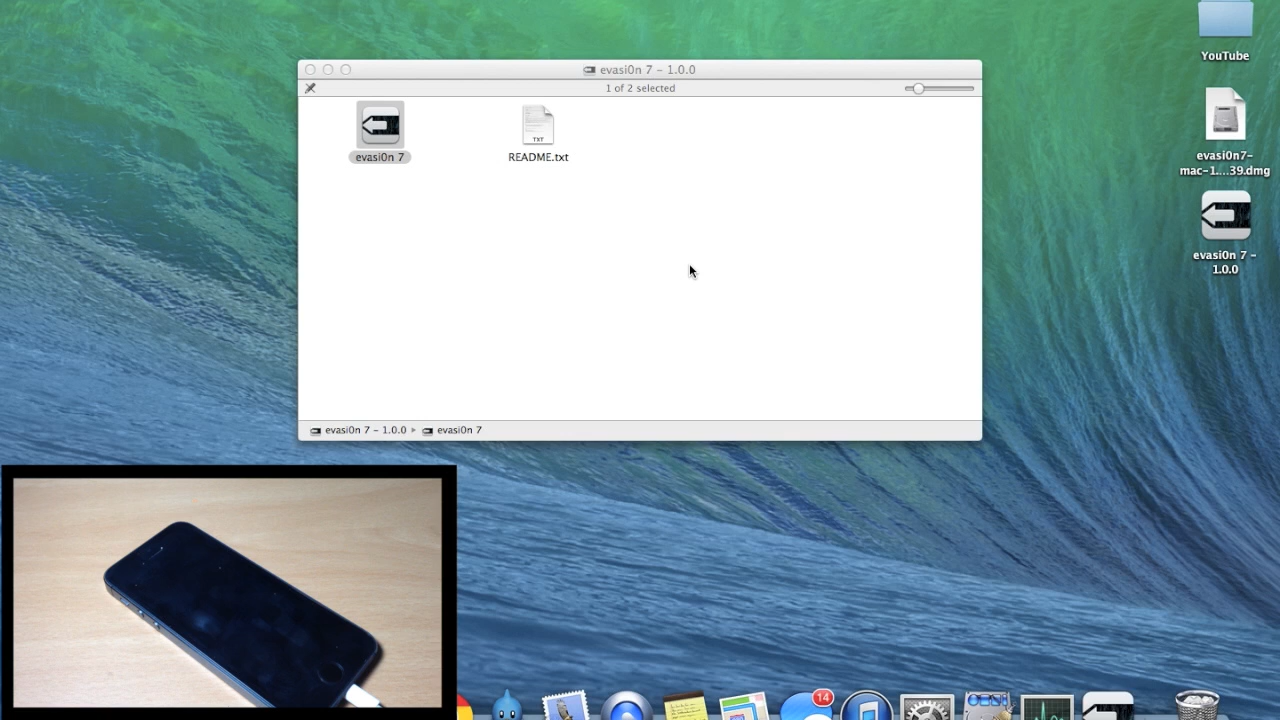 evasi0n 7 – 1.0.0
1 of 2 selected
evasi0n 7
TXT
README.txt
evasi0n 7 – 1.0.0 ▸ evasi0n 7
YouTube
evasi0n7-
mac-1....39.dmg
evasi0n 7 –
1.0.0
14